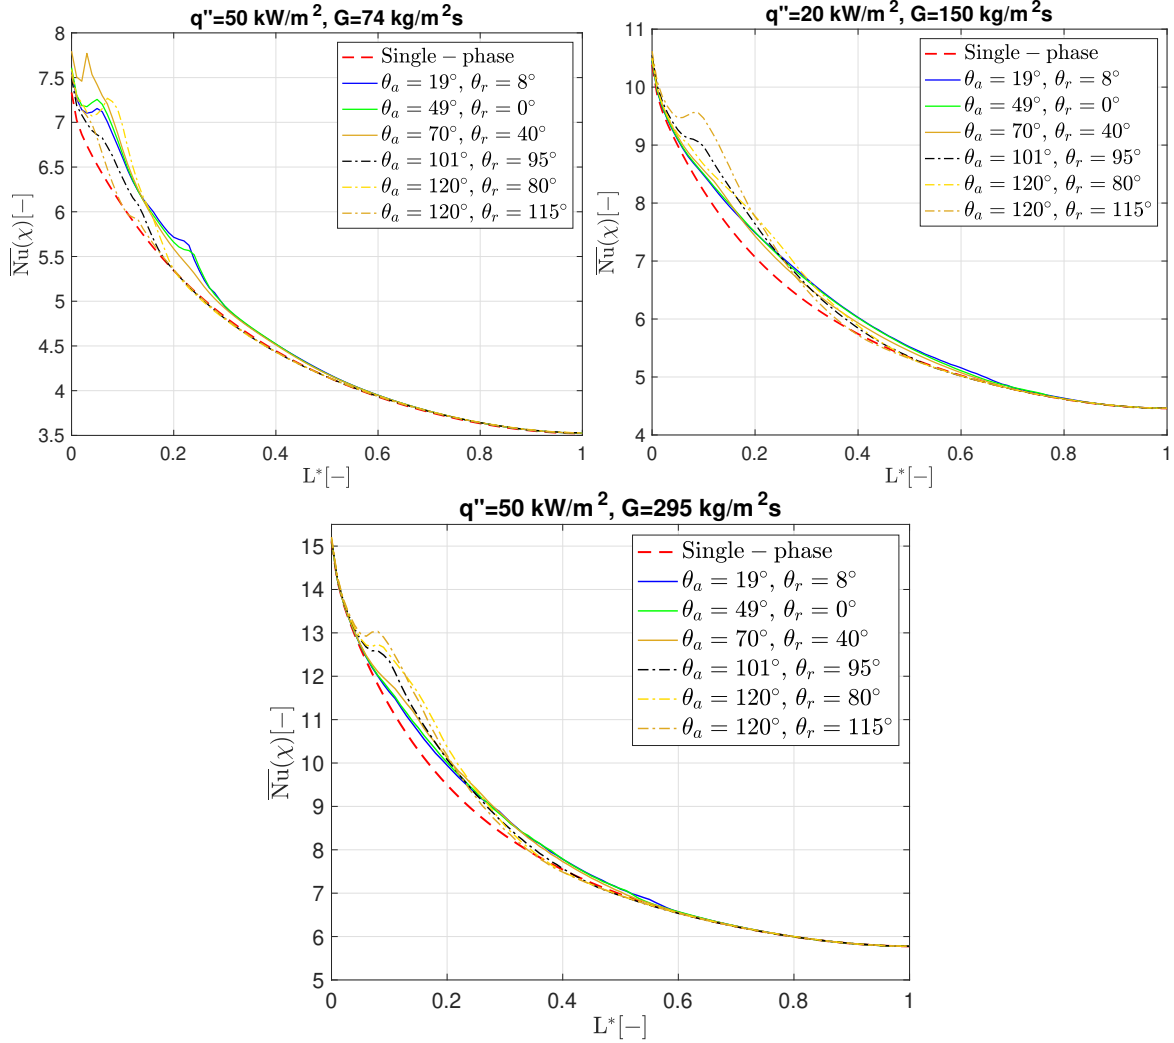 q"=50 kW/m², G=74 kg/m²s
8
7.5
7
6.5
6
5.5
5
4.5
4
3.5
0
0.2
0.4
0.6
0.8
1
N̅u̅(χ)[−]
L*[−]
Single − phase
θa = 19°, θr = 8°
θa = 49°, θr = 0°
θa = 70°, θr = 40°
θa = 101°, θr = 95°
θa = 120°, θr = 80°
θa = 120°, θr = 115°
q"=20 kW/m², G=150 kg/m²s
11
10
9
8
7
6
5
4
0
0.2
0.4
0.6
0.8
1
N̅u̅(χ)[−]
L*[−]
Single − phase
θa = 19°, θr = 8°
θa = 49°, θr = 0°
θa = 70°, θr = 40°
θa = 101°, θr = 95°
θa = 120°, θr = 80°
θa = 120°, θr = 115°
q"=50 kW/m², G=295 kg/m²s
15
14
13
12
11
10
9
8
7
6
5
0
0.2
0.4
0.6
0.8
1
N̅u̅(χ)[−]
L*[−]
Single − phase
θa = 19°, θr = 8°
θa = 49°, θr = 0°
θa = 70°, θr = 40°
θa = 101°, θr = 95°
θa = 120°, θr = 80°
θa = 120°, θr = 115°